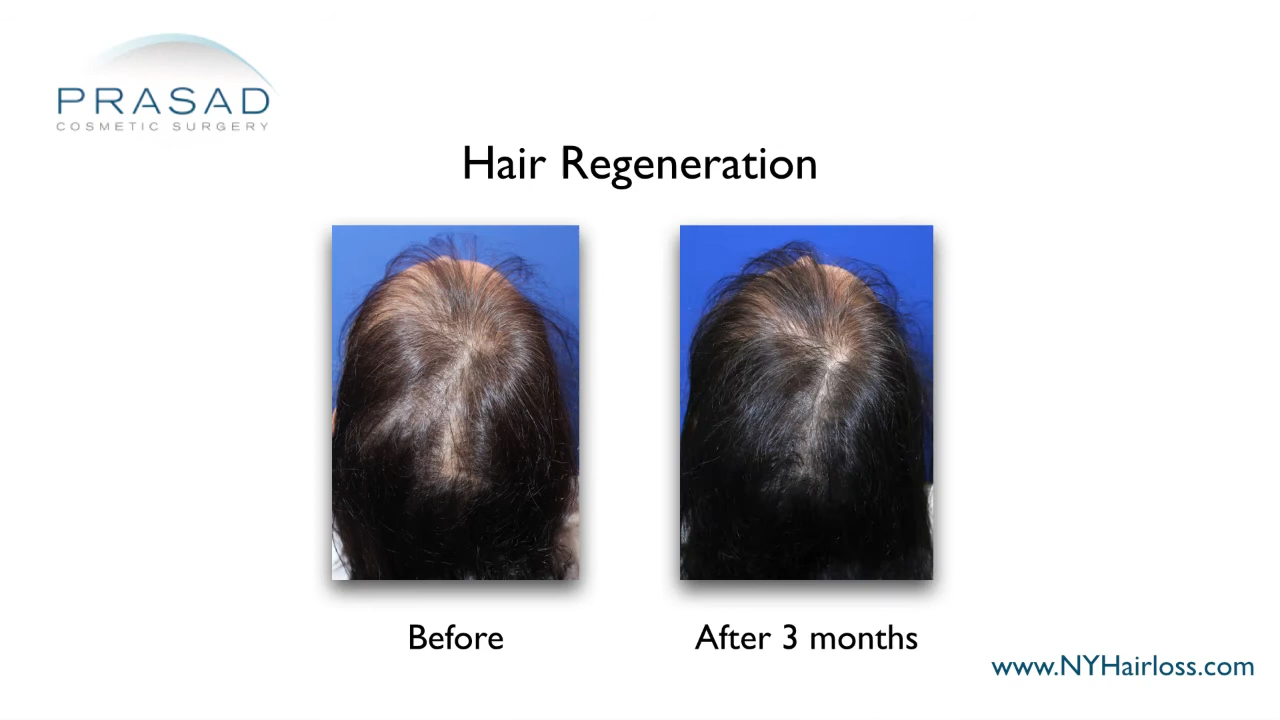 PRASAD
COSMETIC SURGERY
Hair Regeneration
Before
After 3 months
www.NYHairloss.com